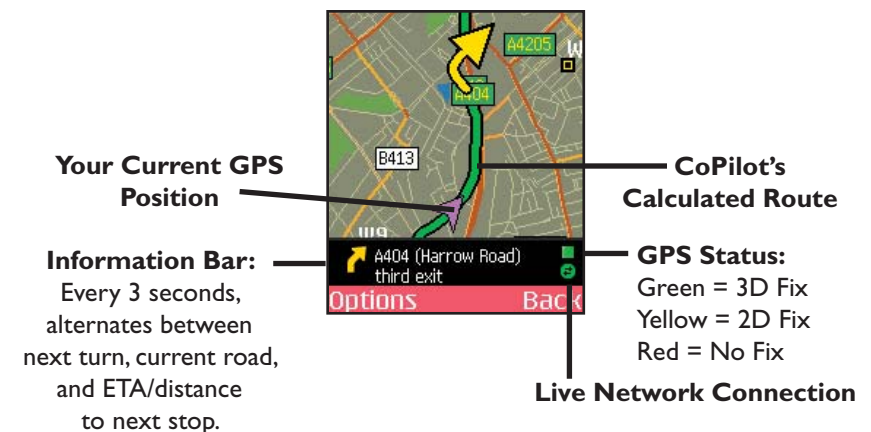 A4205
W
A404
B413
W9
A404 (Harrow Road)
third exit
Options
Back
Your Current GPS
Position
CoPilot's
Calculated Route
Information Bar:
Every 3 seconds,
alternates between
next turn, current road,
and ETA/distance
to next stop.
GPS Status:
Green = 3D Fix
Yellow = 2D Fix
Red = No Fix
Live Network Connection